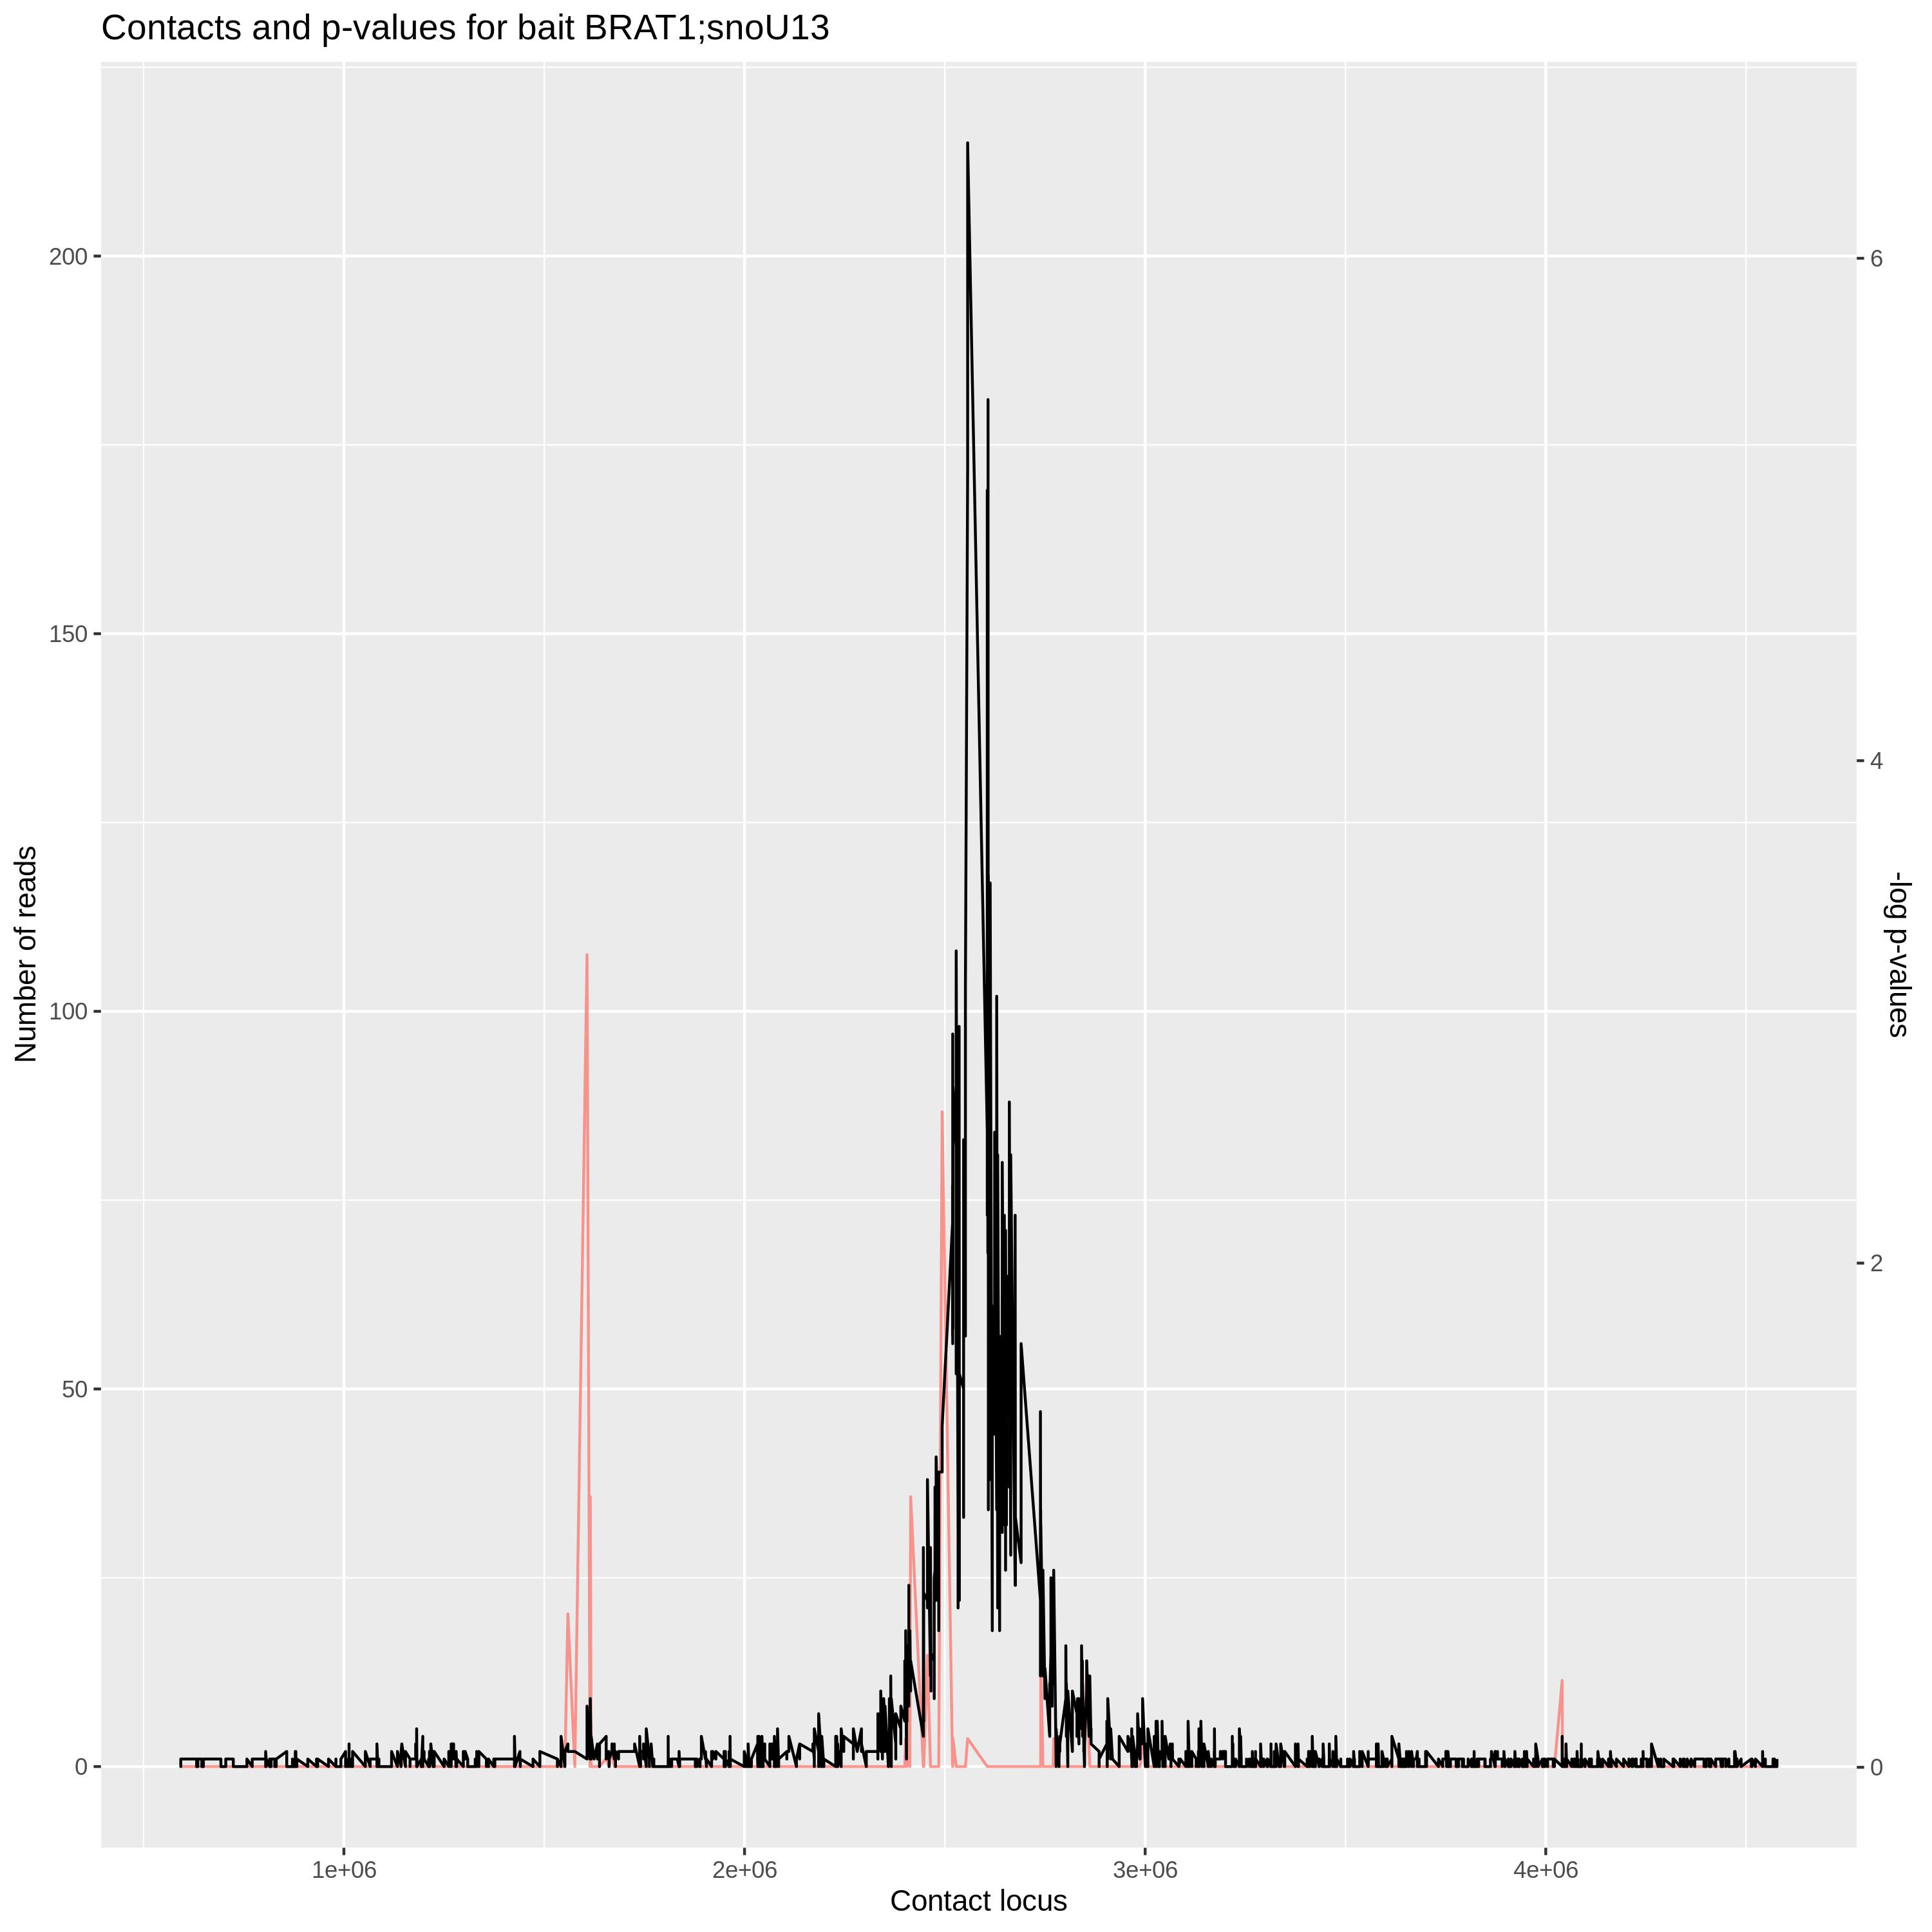 Contacts and p-values for bait BRAT1;snoU13
200
150
100
50
0
6
4
2
0
Number of reads
-log p-values
1e+06
2e+06
3e+06
4e+06
Contact locus